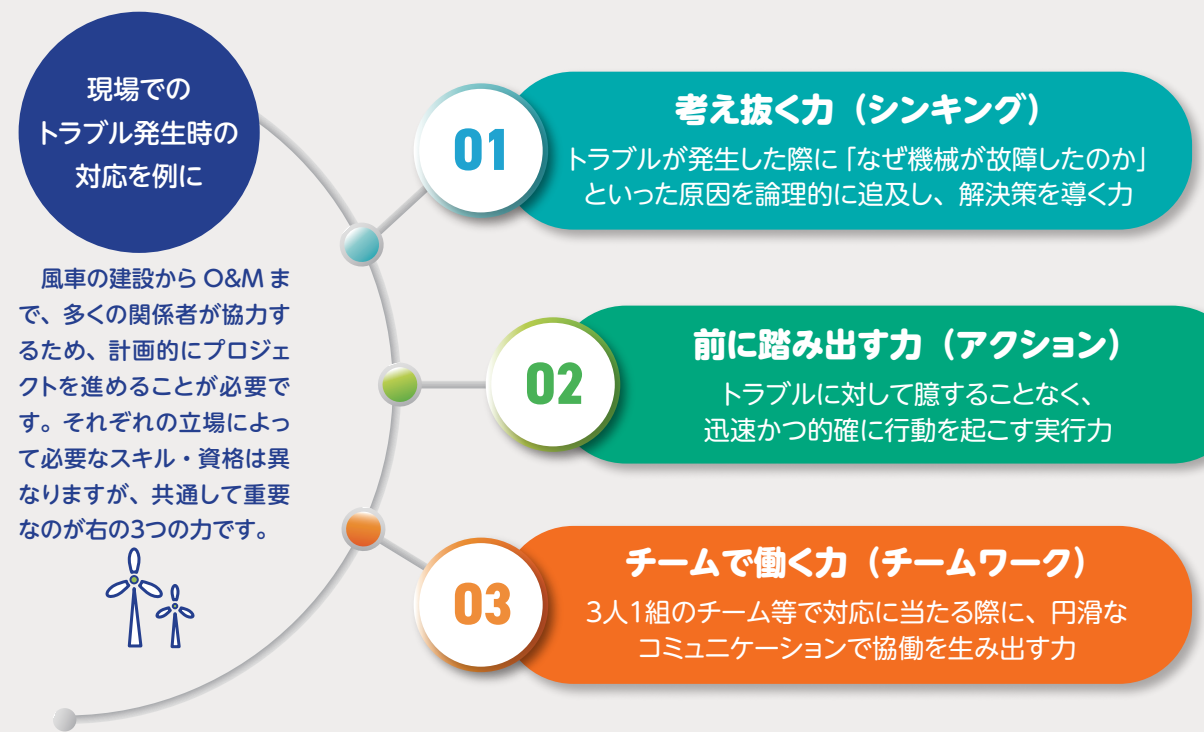 現場での
トラブル発生時の
対応を例に
風車の建設から O&M ま
で、多くの関係者が協力す
るため、計画的にプロジェ
クトを進めることが必要で
す。それぞれの立場によっ
て必要なスキル・資格は異
なりますが、共通して重要
なのが右の3つの力です。
01
考え抜く力（シンキング）
トラブルが発生した際に「なぜ機械が故障したのか」
といった原因を論理的に追及し、解決策を導く力
02
前に踏み出す力（アクション）
トラブルに対して臆することなく、
迅速かつ的確に行動を起こす実行力
03
チームで働く力（チームワーク）
3人1組のチーム等で対応に当たる際に、円滑な
コミュニケーションで協働を生み出す力